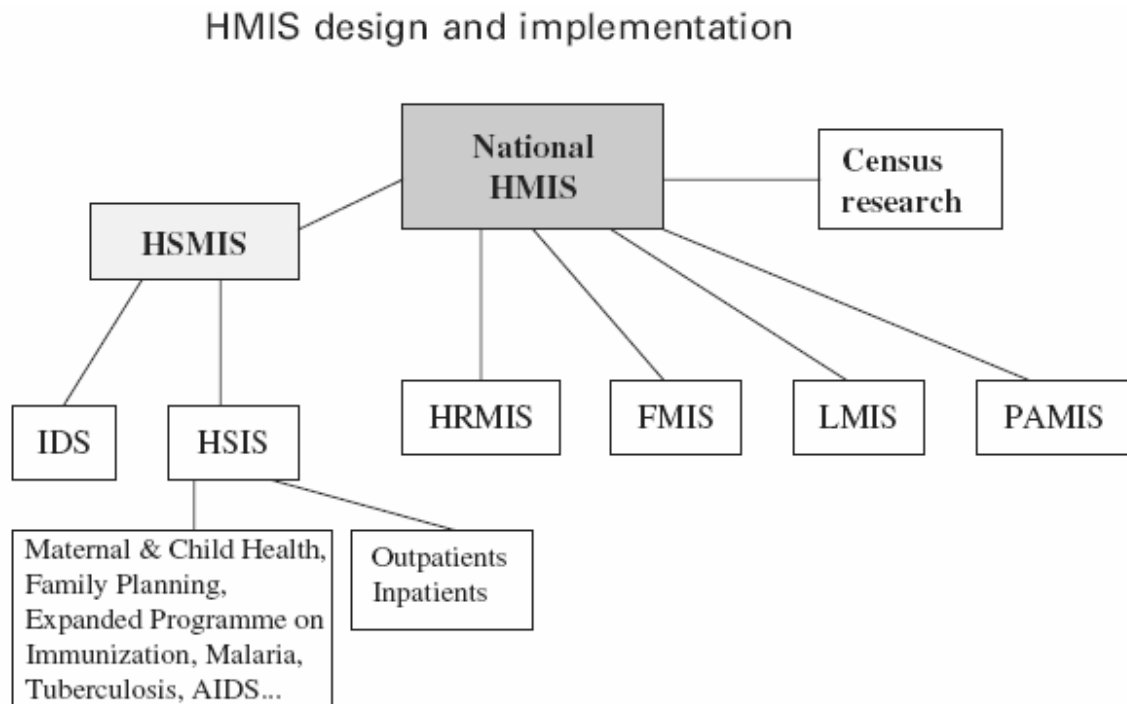 HMIS design and implementation
National
HMIS
Census
research
HSMIS
IDS
HSIS
HRMIS
FMIS
LMIS
PAMIS
Maternal & Child Health,
Family Planning,
Expanded Programme on
Immunization, Malaria,
Tuberculosis, AIDS...
Outpatients
Inpatients